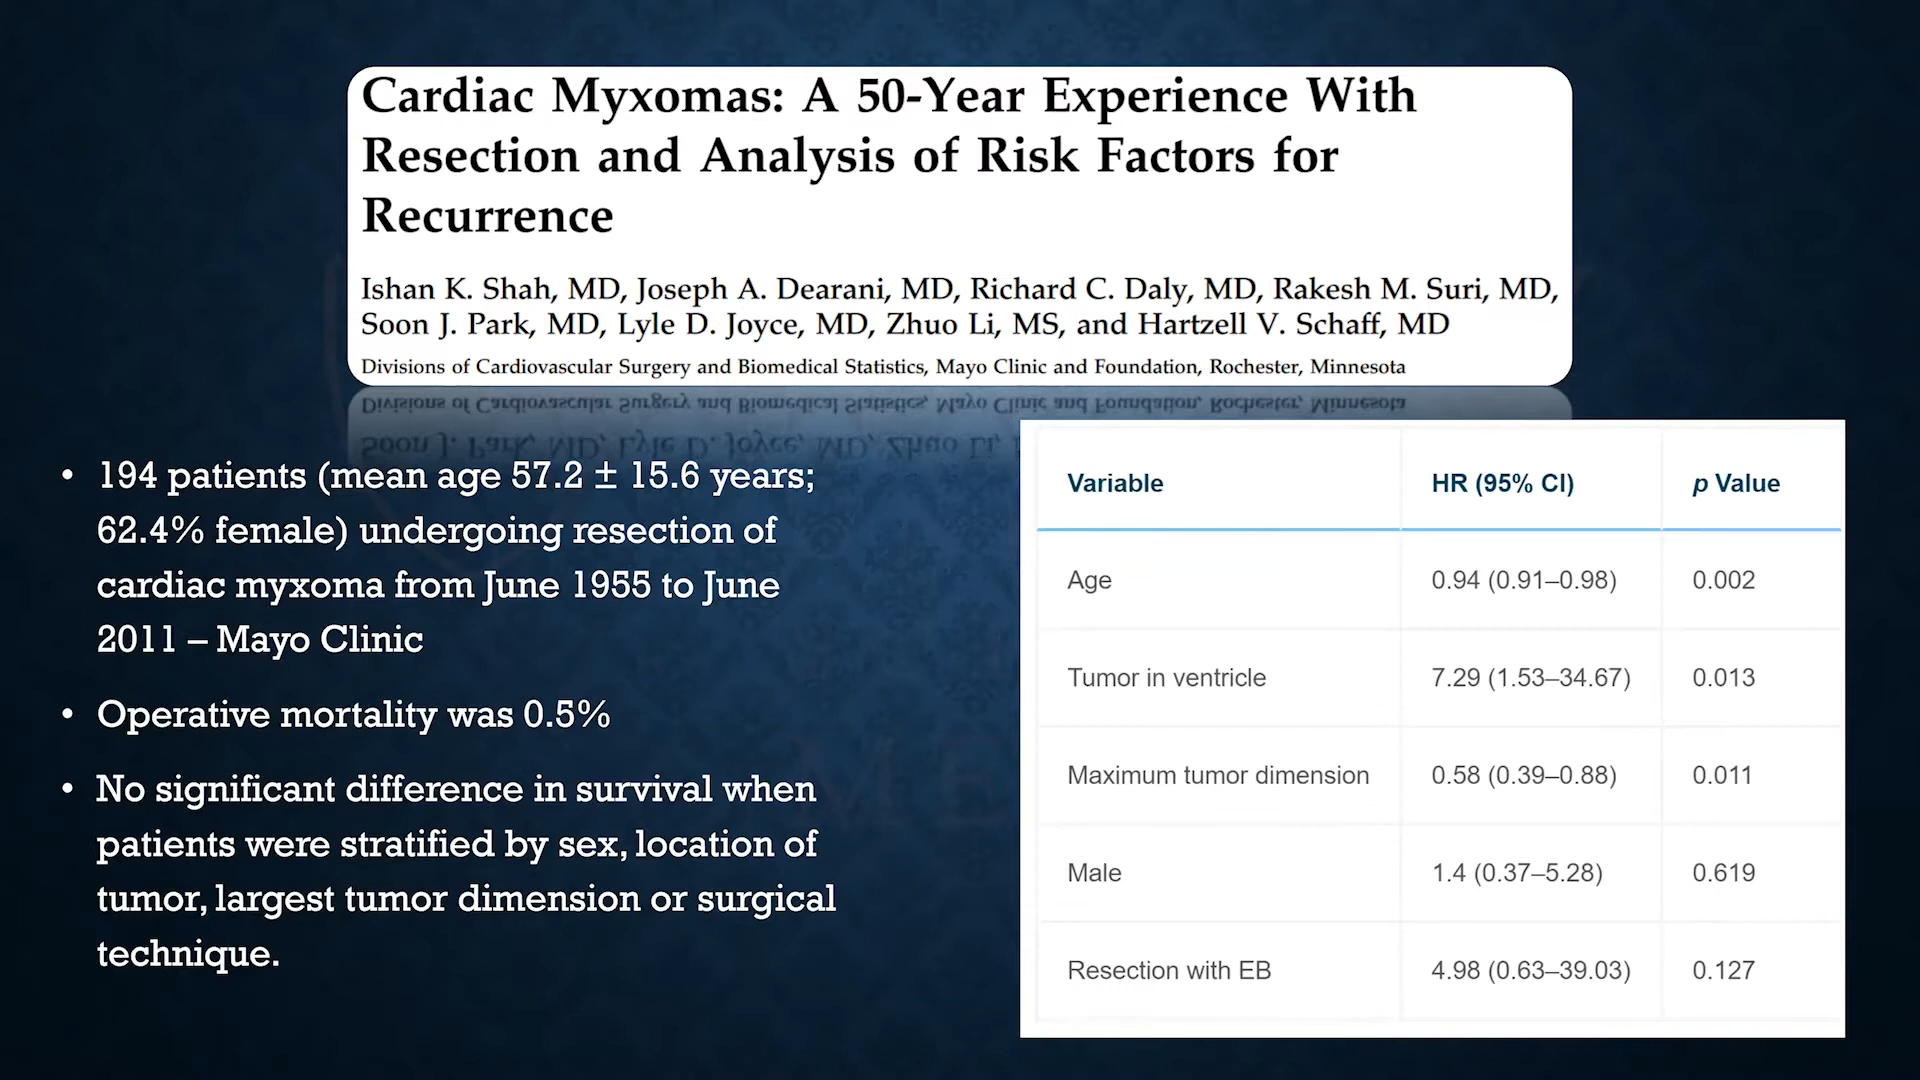 Cardiac Myxomas: A 50-Year Experience With
Resection and Analysis of Risk Factors for
Recurrence
Ishan K. Shah, MD, Joseph A. Dearani, MD, Richard C. Daly, MD, Rakesh M. Suri, MD,
Soon J. Park, MD, Lyle D. Joyce, MD, Zhuo Li, MS, and Hartzell V. Schaff, MD
Divisions of Cardiovascular Surgery and Biomedical Statistics, Mayo Clinic and Foundation, Rochester, Minnesota
• 194 patients (mean age 57.2 ± 15.6 years;
62.4% female) undergoing resection of
cardiac myxoma from June 1955 to June
2011 – Mayo Clinic
• Operative mortality was 0.5%
• No significant difference in survival when
patients were stratified by sex, location of
tumor, largest tumor dimension or surgical
technique.
Variable HR (95% CI) p Value
Age 0.94 (0.91–0.98) 0.002
Tumor in ventricle 7.29 (1.53–34.67) 0.013
Maximum tumor dimension 0.58 (0.39–0.88) 0.011
Male 1.4 (0.37–5.28) 0.619
Resection with EB 4.98 (0.63–39.03) 0.127